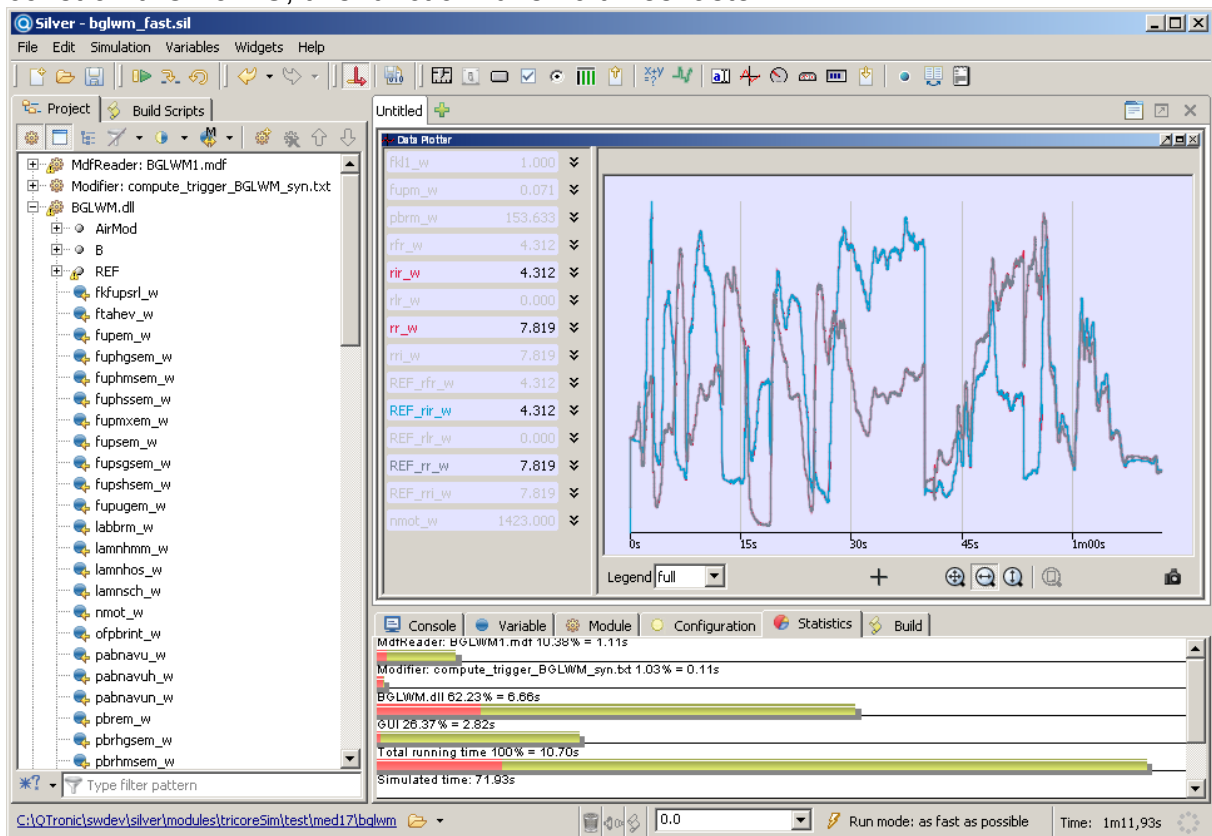 Silver - bglwm_fast.sil
File Edit Simulation Variables Widgets Help
Project Build Scripts
MdfReader: BGLWM1.mdf
Modifier: compute_trigger_BGLWM_syn.txt
BGLWM.dll
AirMod
B
REF
fkfupsrl_w
ftahev_w
fupem_w
fuphgsem_w
fuphmsem_w
fuphssem_w
fupmxem_w
fupsem_w
fupsgsem_w
fupshsem_w
fupugem_w
labbrm_w
lamnhmm_w
lamnhos_w
lamnsch_w
nmot_w
ofpbrint_w
pabnavu_w
pabnavuh_w
pabnavun_w
pbrem_w
pbrhgsem_w
pbrhmsem_w
Type filter pattern
Untitled
Data Plotter
fkl1_w 1.000
fupm_w 0.071
pbrm_w 153.633
rfr_w 4.312
rir_w 4.312
rlr_w 0.000
rr_w 7.819
rri_w 7.819
REF_rfr_w 4.312
REF_rir_w 4.312
REF_rlr_w 0.000
REF_rr_w 7.819
REF_rri_w 7.819
nmot_w 1423.000
0s 15s 30s 45s 1m00s
Legend full
Console Variable Module Configuration Statistics Build
MdfReader: BGLWM1.mdf 10.38% = 1.11s
Modifier: compute_trigger_BGLWM_syn.txt 1.03% = 0.11s
BGLWM.dll 62.23% = 6.66s
GUI 26.37% = 2.82s
Total running time 100% = 10.70s
Simulated time: 71.93s
C:\QTronic\swdev\silver\modules\tricoreSim\test\med17\bglwm 0.0 Run mode: as fast as possible Time: 1m11,93s